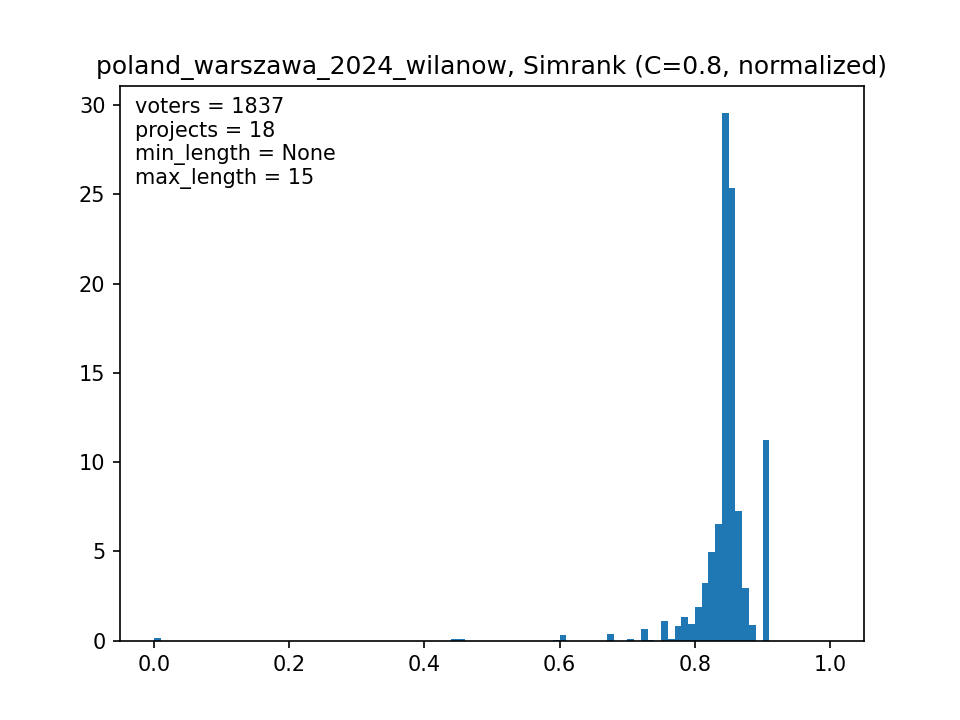 poland_warszawa_2024_wilanow, Simrank (C=0.8, normalized)
voters = 1837
projects = 18
min_length = None
max_length = 15
30
25
20
15
10
5
0
0.0 0.2 0.4 0.6 0.8 1.0